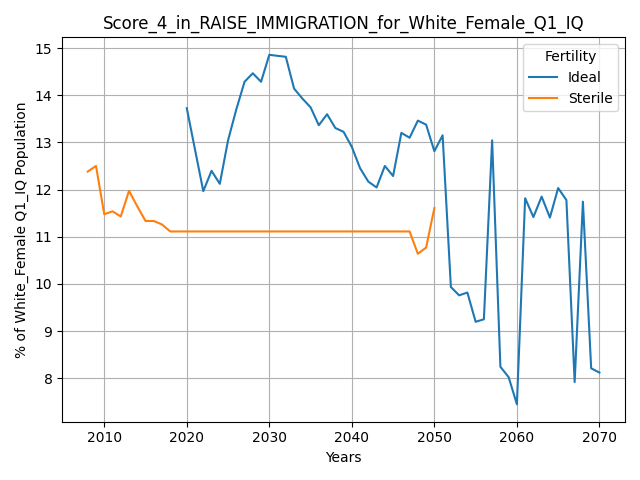 Score_4_in_RAISE_IMMIGRATION_for_White_Female_Q1_IQ
Fertility
Ideal
Sterile
% of White_Female Q1_IQ Population
15
14
13
12
11
10
9
8
2010
2020
2030
2040
2050
2060
2070
Years